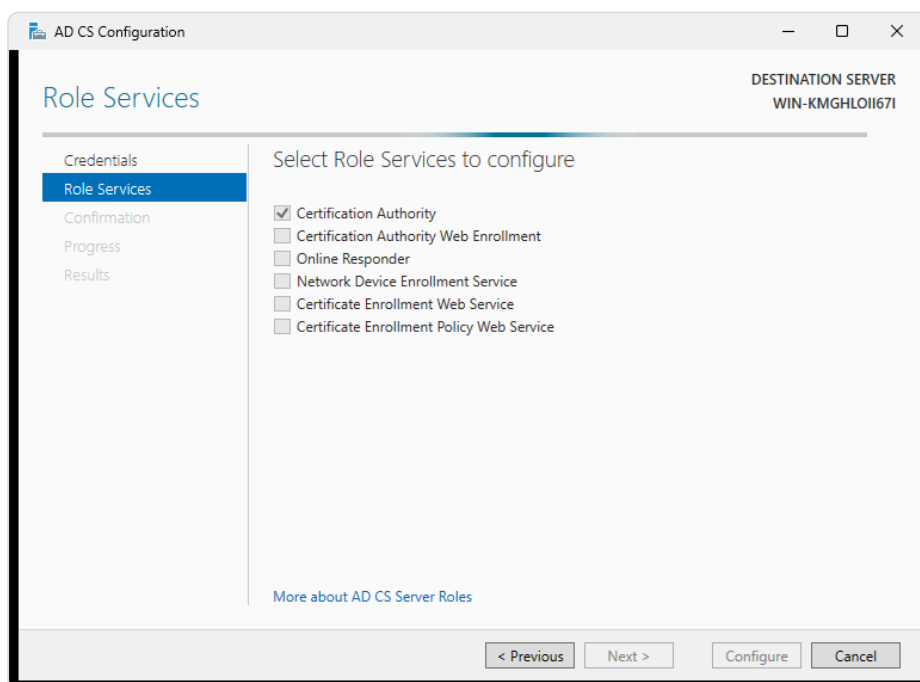 AD CS Configuration
Role Services
DESTINATION SERVER
WIN-KMGHLOII67I
Credentials
Role Services
Confirmation
Progress
Results
Select Role Services to configure
Certification Authority
Certification Authority Web Enrollment
Online Responder
Network Device Enrollment Service
Certificate Enrollment Web Service
Certificate Enrollment Policy Web Service
More about AD CS Server Roles
< Previous
Next >
Configure
Cancel